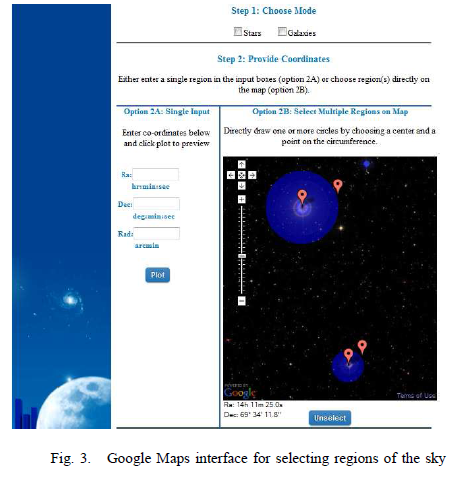 Step 1: Choose Mode
Stars
Galaxies
Step 2: Provide Coordinates
Either enter a single region in the input boxes (option 2A) or choose region(s) directly on
the map (option 2B).
Option 2A: Single Input
Enter co-ordinates below
and click plot to preview
Ra:
hr:min:sec
Dec:
deg:min:sec
Rad:
arcmin
Plot
Option 2B: Select Multiple Regions on Map
Directly draw one or more circles by choosing a center and a
point on the circumference.
POWERED BY
Google
Terms of Use
Ra: 14h 11m 25.0s
Dec: 69° 34' 11.8"
Unselect
Fig. 3. Google Maps interface for selecting regions of the sky